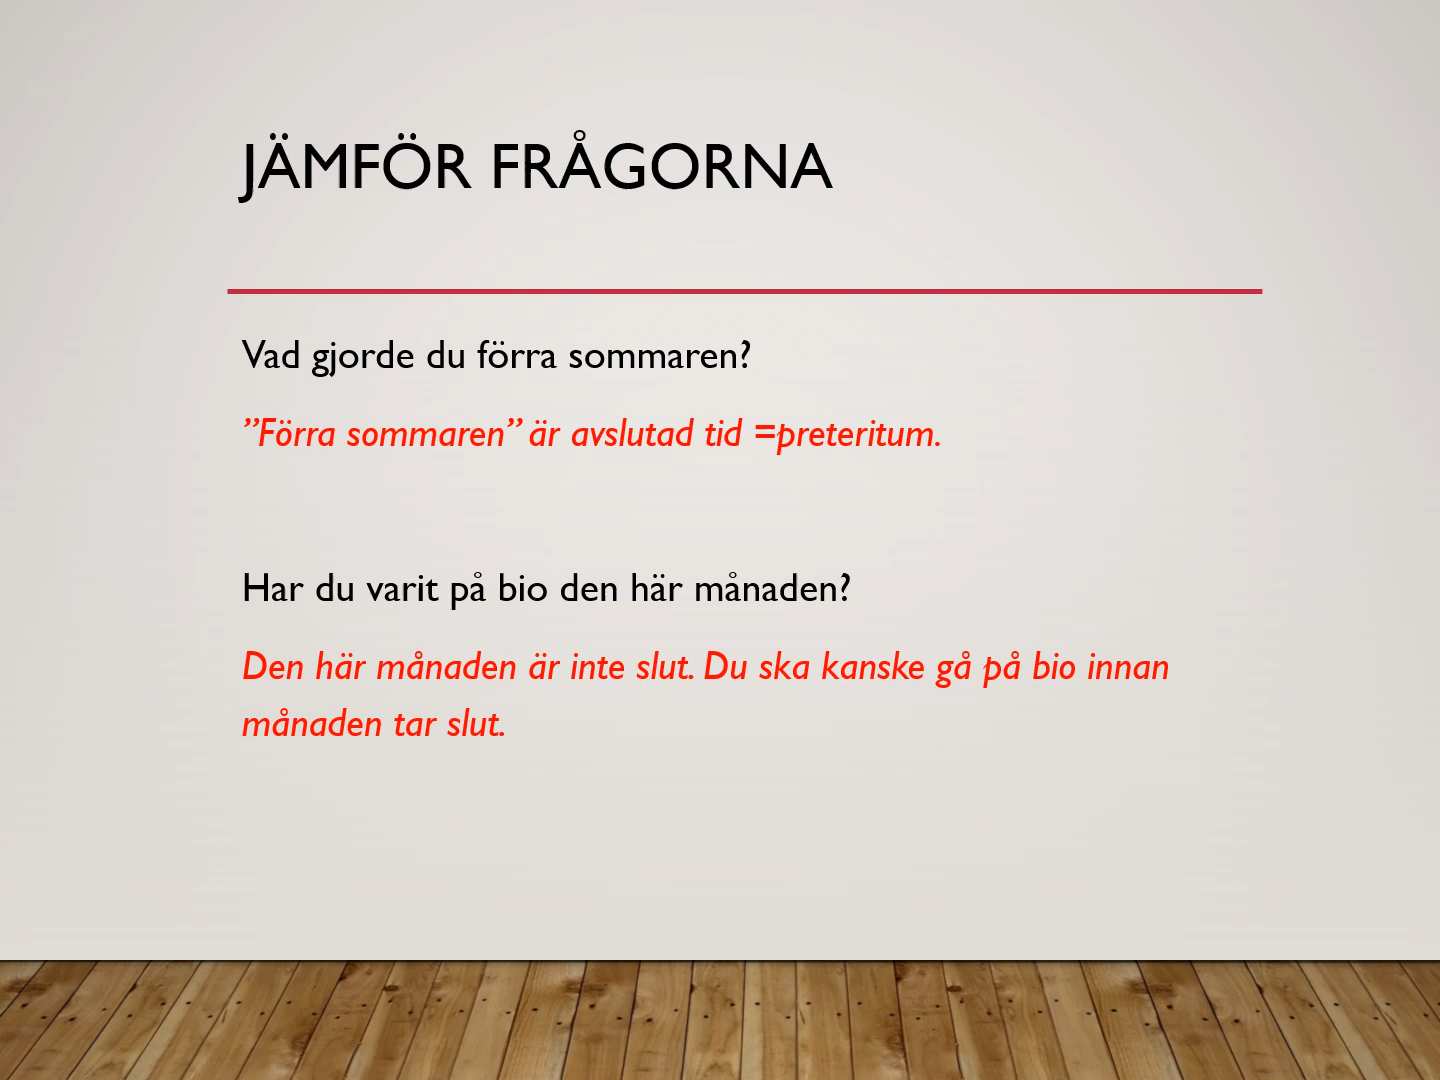 JÄMFÖR FRÅGORNA
Vad gjorde du förra sommaren?
”Förra sommaren” är avslutad tid =preteritum.
Har du varit på bio den här månaden?
Den här månaden är inte slut. Du ska kanske gå på bio innan
månaden tar slut.